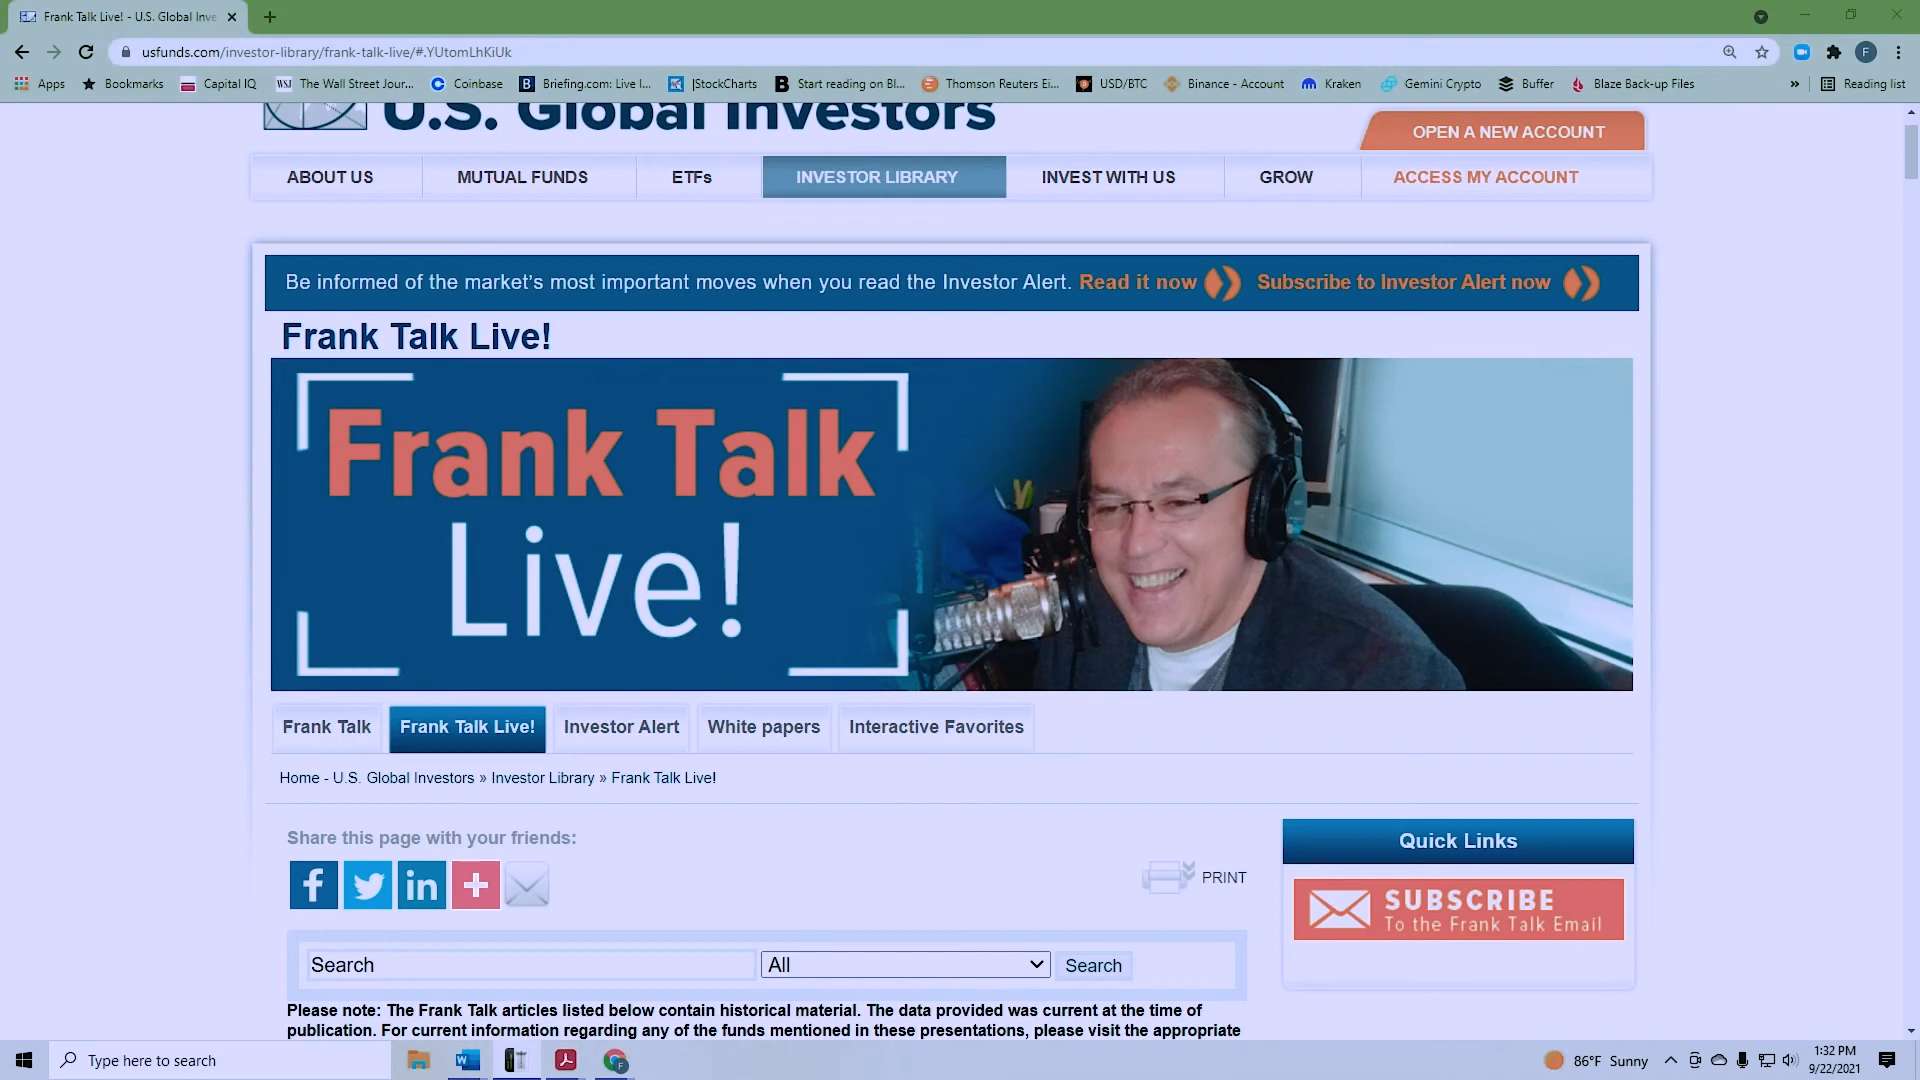 Frank Talk Live! - U.S. Global Inve
usfunds.com/investor-library/frank-talk-live/#.YUtomLhKiUk
F
Apps
Bookmarks
Capital IQ
WSJ The Wall Street Jour...
Coinbase
Briefing.com: Live I...
|StockCharts
Start reading on Bl...
Thomson Reuters Ei...
USD/BTC
Binance - Account
Kraken
Gemini Crypto
Buffer
Blaze Back-up Files
»
Reading list
U.S. Global Investors
OPEN A NEW ACCOUNT
ABOUT US
MUTUAL FUNDS
ETFs
INVESTOR LIBRARY
INVEST WITH US
GROW
ACCESS MY ACCOUNT
Be informed of the market's most important moves when you read the Investor Alert. Read it now Subscribe to Investor Alert now
Frank Talk Live!
Frank Talk
Live!
Frank Talk
Frank Talk Live!
Investor Alert
White papers
Interactive Favorites
Home - U.S. Global Investors » Investor Library » Frank Talk Live!
Share this page with your friends:
PRINT
Quick Links
SUBSCRIBE
To the Frank Talk Email
Search
All
Search
Please note: The Frank Talk articles listed below contain historical material. The data provided was current at the time of
publication. For current information regarding any of the funds mentioned in these presentations, please visit the appropriate
Type here to search
86°F Sunny
1:32 PM
9/22/2021